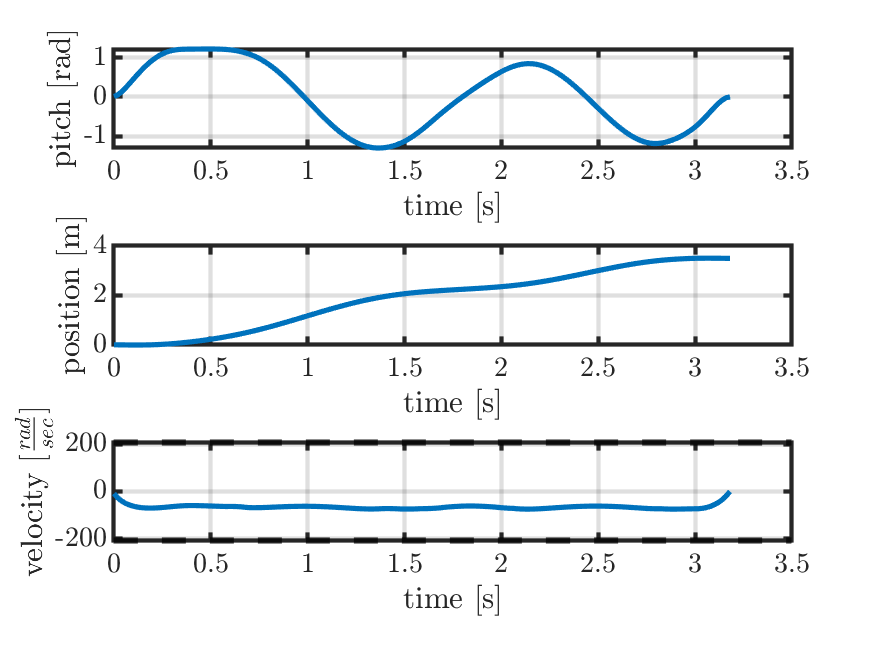 pitch [rad]
1
0
-1
0 0.5 1 1.5 2 2.5 3 3.5
time [s]
position [m]
4
2
0
0 0.5 1 1.5 2 2.5 3 3.5
time [s]
velocity [rad/sec]
200
0
-200
0 0.5 1 1.5 2 2.5 3 3.5
time [s]